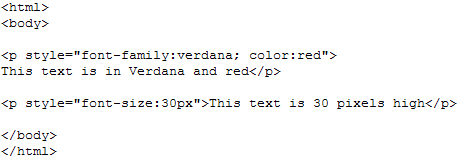 <html>
<body>
<p style="font-family:verdana; color:red">
This text is in Verdana and red</p>
<p style="font-size:30px">This text is 30 pixels high</p>
</body>
</html>